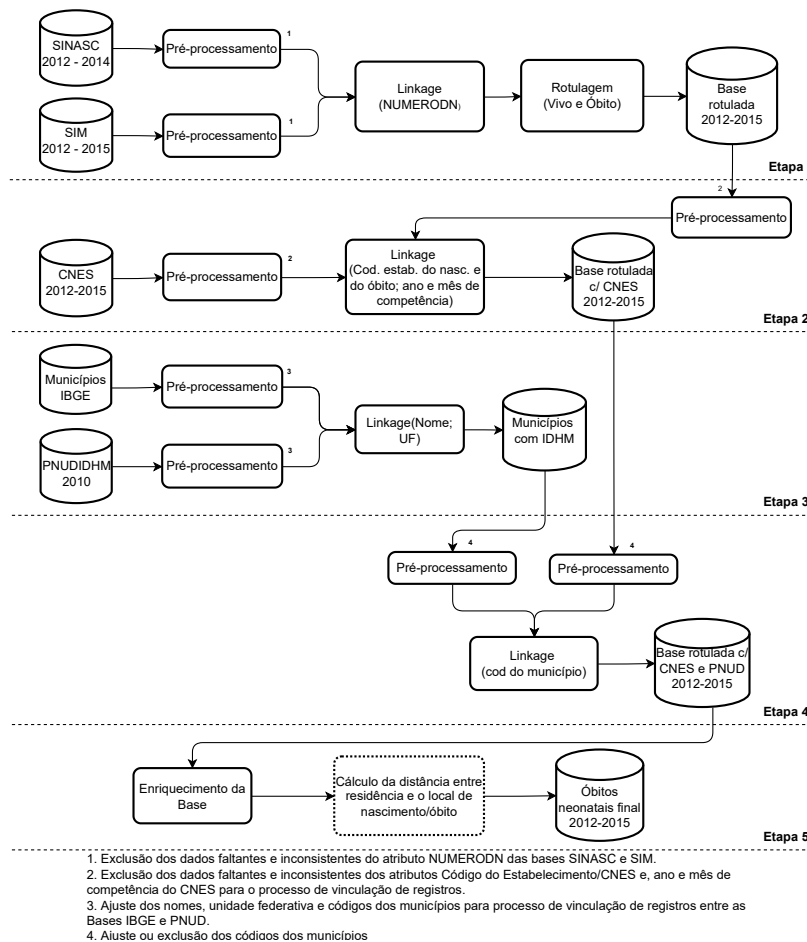 SINASC
2012 - 2014
Pré-processamento
1
SIM
2012 - 2015
Pré-processamento
1
Linkage
(NUMERODN)
Rotulagem
(Vivo e Óbito)
Base
rotulada
2012-2015
Etapa
2
Pré-processamento
CNES
2012-2015
Pré-processamento
2
Linkage
(Cod. estab. do nasc. e
do óbito; ano e mês de
competência)
Base rotulada
c/ CNES
2012-2015
Etapa 2
Municípios
IBGE
Pré-processamento
3
PNUDIDHM
2010
Pré-processamento
3
Linkage(Nome;
UF)
Municípios
com IDHM
Etapa 3
4
Pré-processamento
4
Pré-processamento
Linkage
(cod do município)
Base rotulada c/
CNES e PNUD
2012-2015
Etapa 4
Enriquecimento da
Base
Cálculo da distância entre
residência e o local de
nascimento/óbito
Óbitos
neonatais final
2012-2015
Etapa 5
1. Exclusão dos dados faltantes e inconsistentes do atributo NUMERODN das bases SINASC e SIM.
2. Exclusão dos dados faltantes e inconsistentes dos atributos Código do Estabelecimento/CNES e, ano e mês de
competência do CNES para o processo de vinculação de registros.
3. Ajuste dos nomes, unidade federativa e códigos dos municípios para processo de vinculação de registros entre as
Bases IBGE e PNUD.
4. Ajuste ou exclusão dos códigos dos municípios